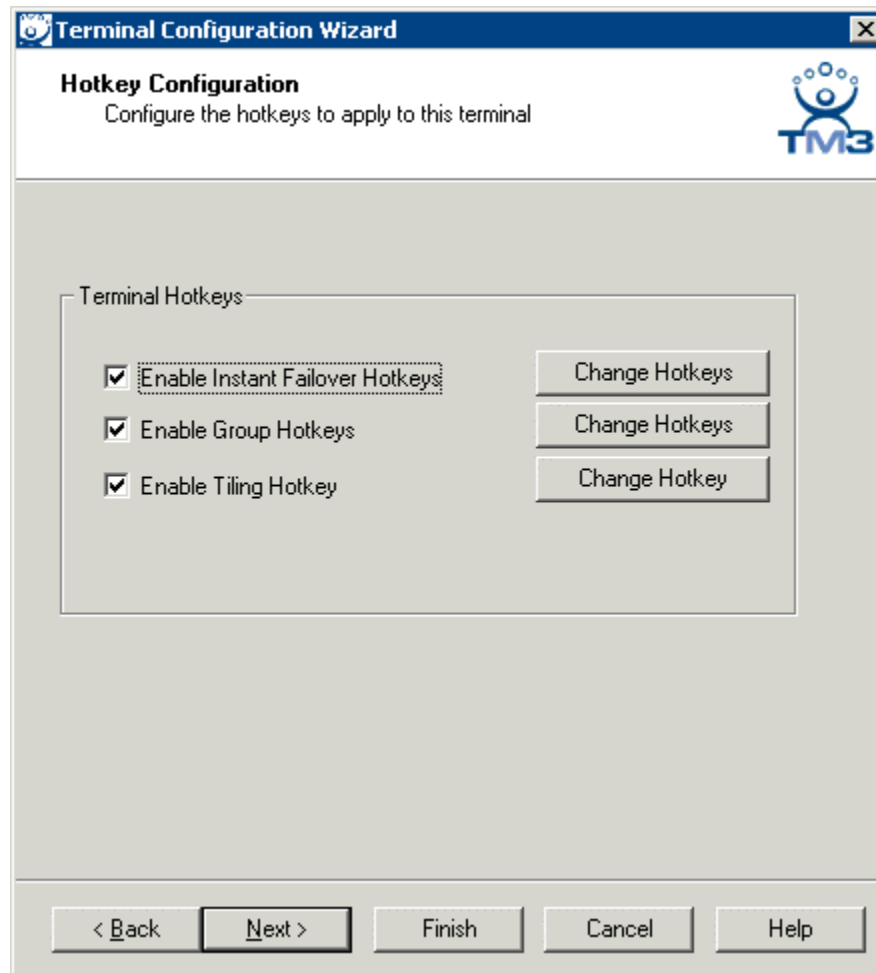 Terminal Configuration Wizard
Hotkey Configuration
Configure the hotkeys to apply to this terminal
TM3
Terminal Hotkeys
Enable Instant Failover Hotkeys
Change Hotkeys
Enable Group Hotkeys
Change Hotkeys
Enable Tiling Hotkey
Change Hotkey
< Back
Next >
Finish
Cancel
Help